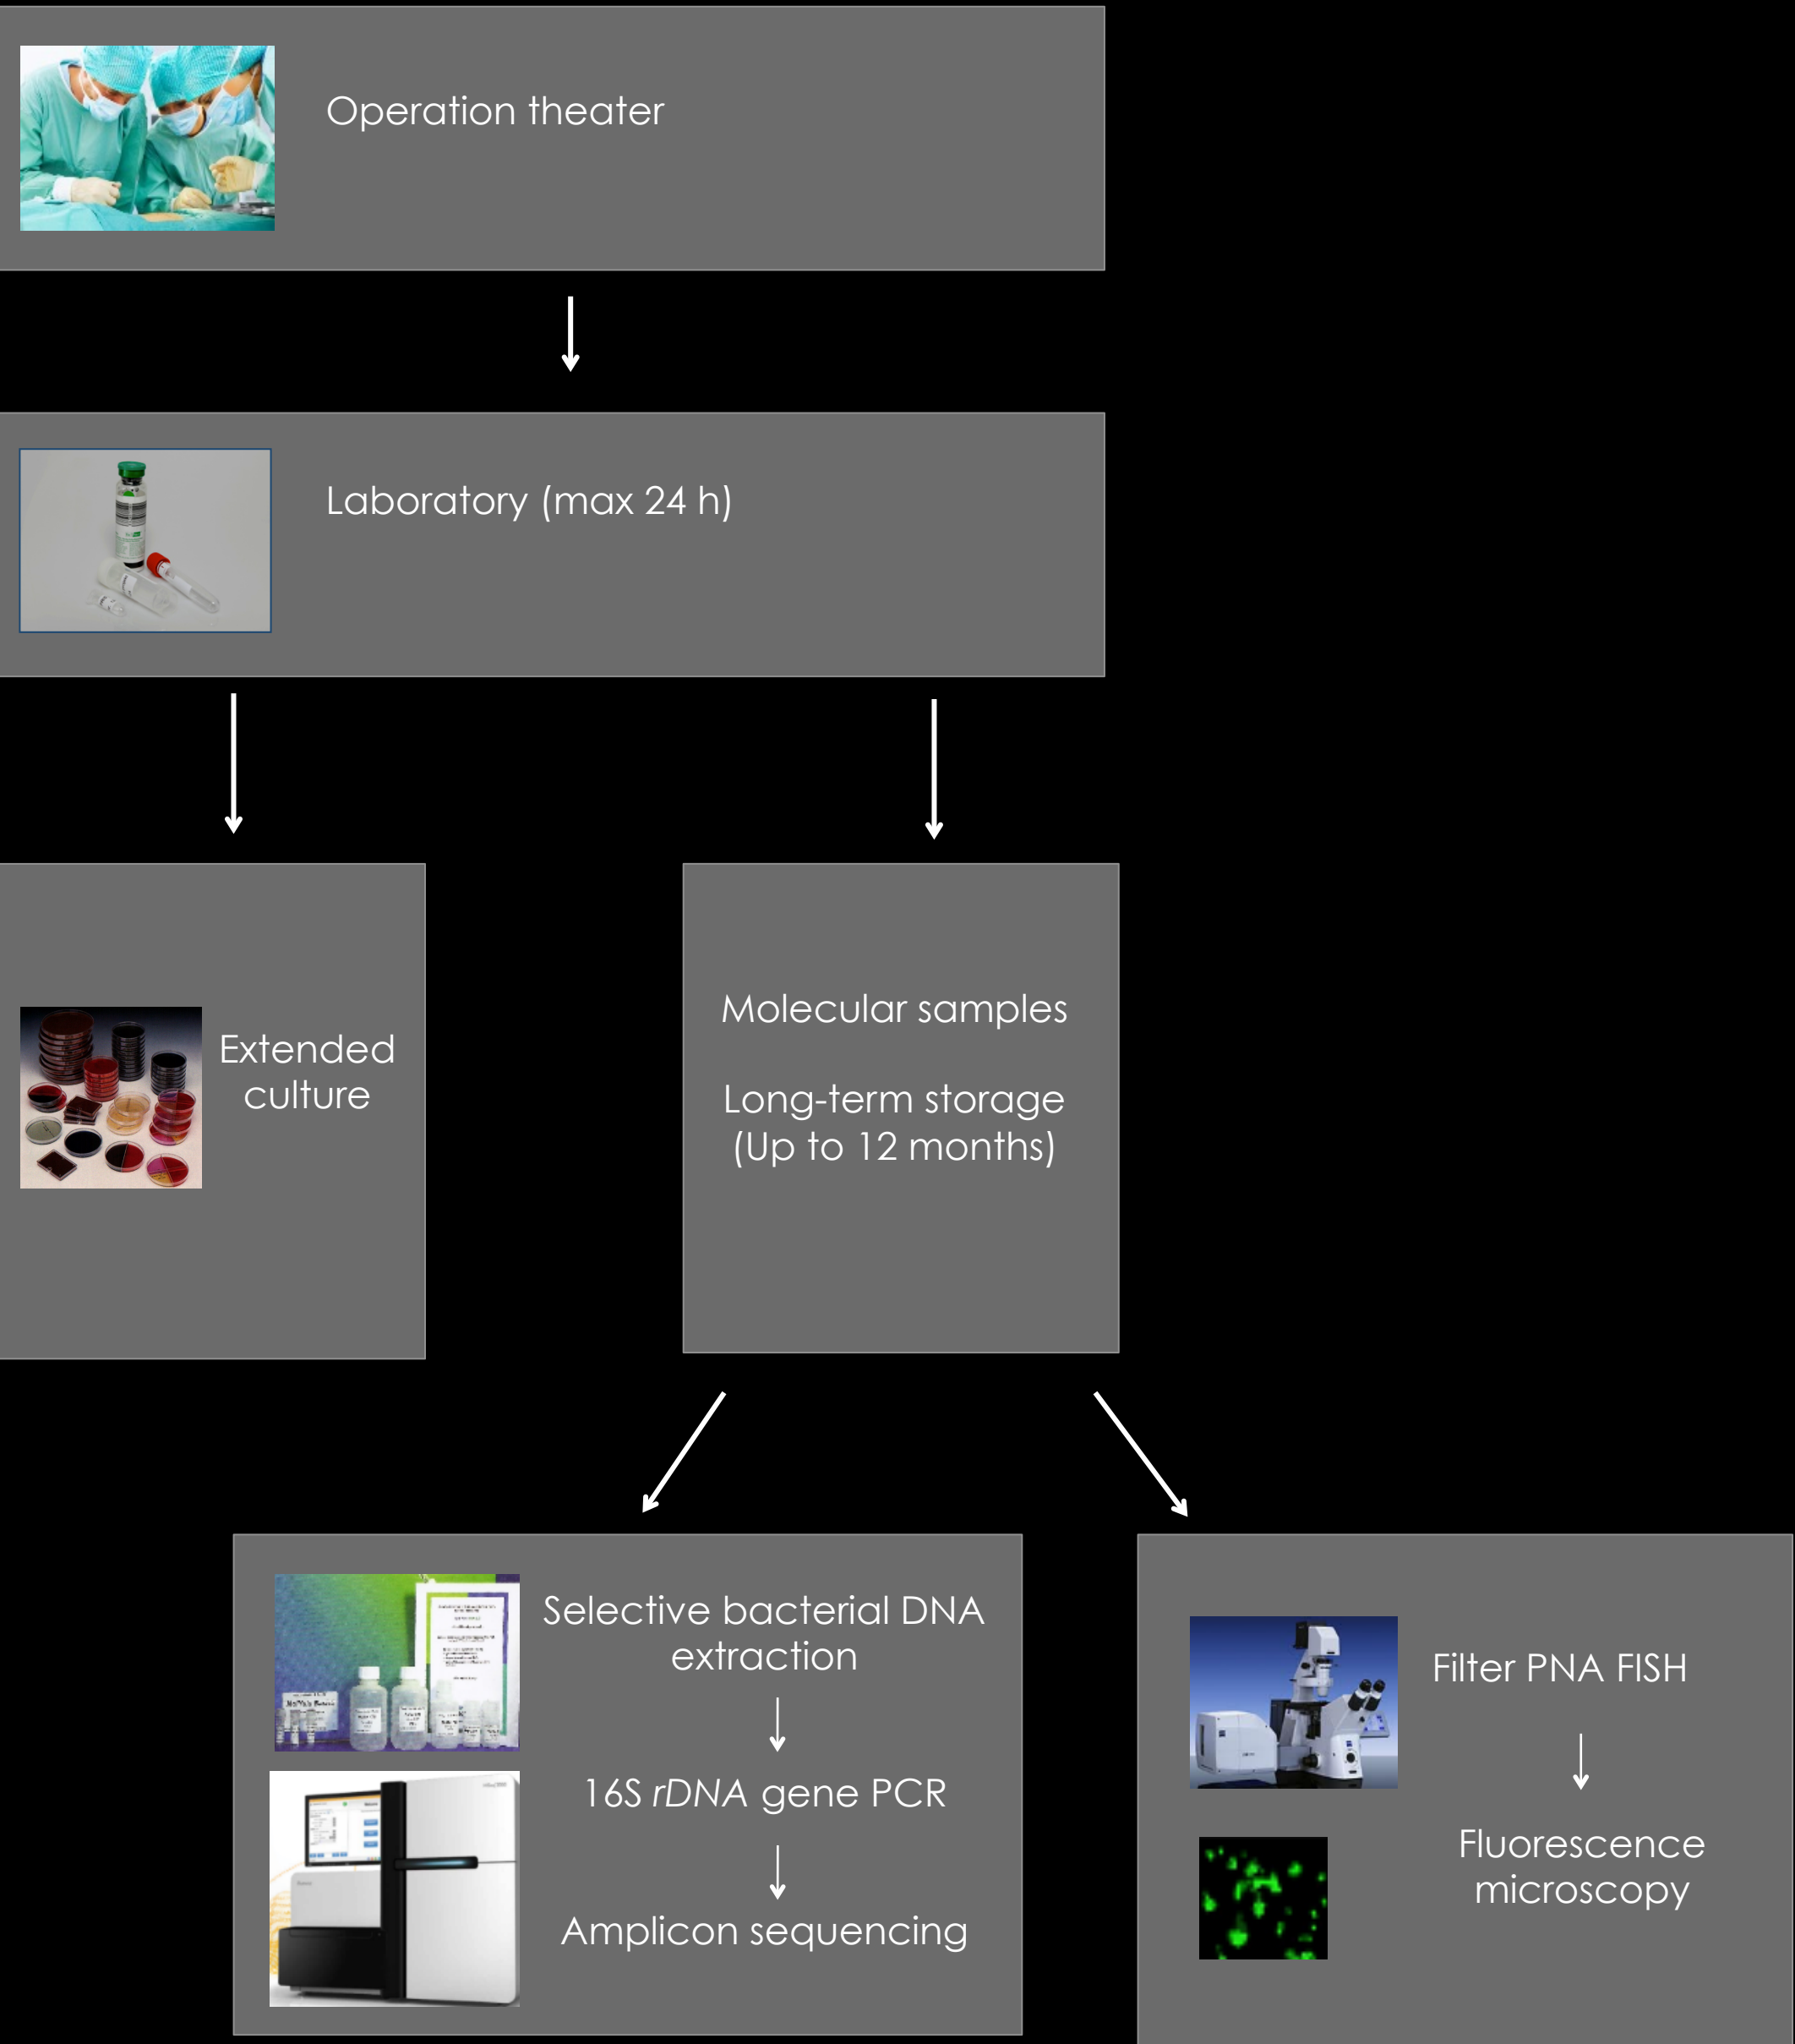 Operation theater
Laboratory (max 24 h)
Extended
culture
Molecular samples
Long-term storage
(Up to 12 months)
Selective bacterial DNA
extraction
16S rDNA gene PCR
Amplicon sequencing
Filter PNA FISH
Fluorescence
microscopy